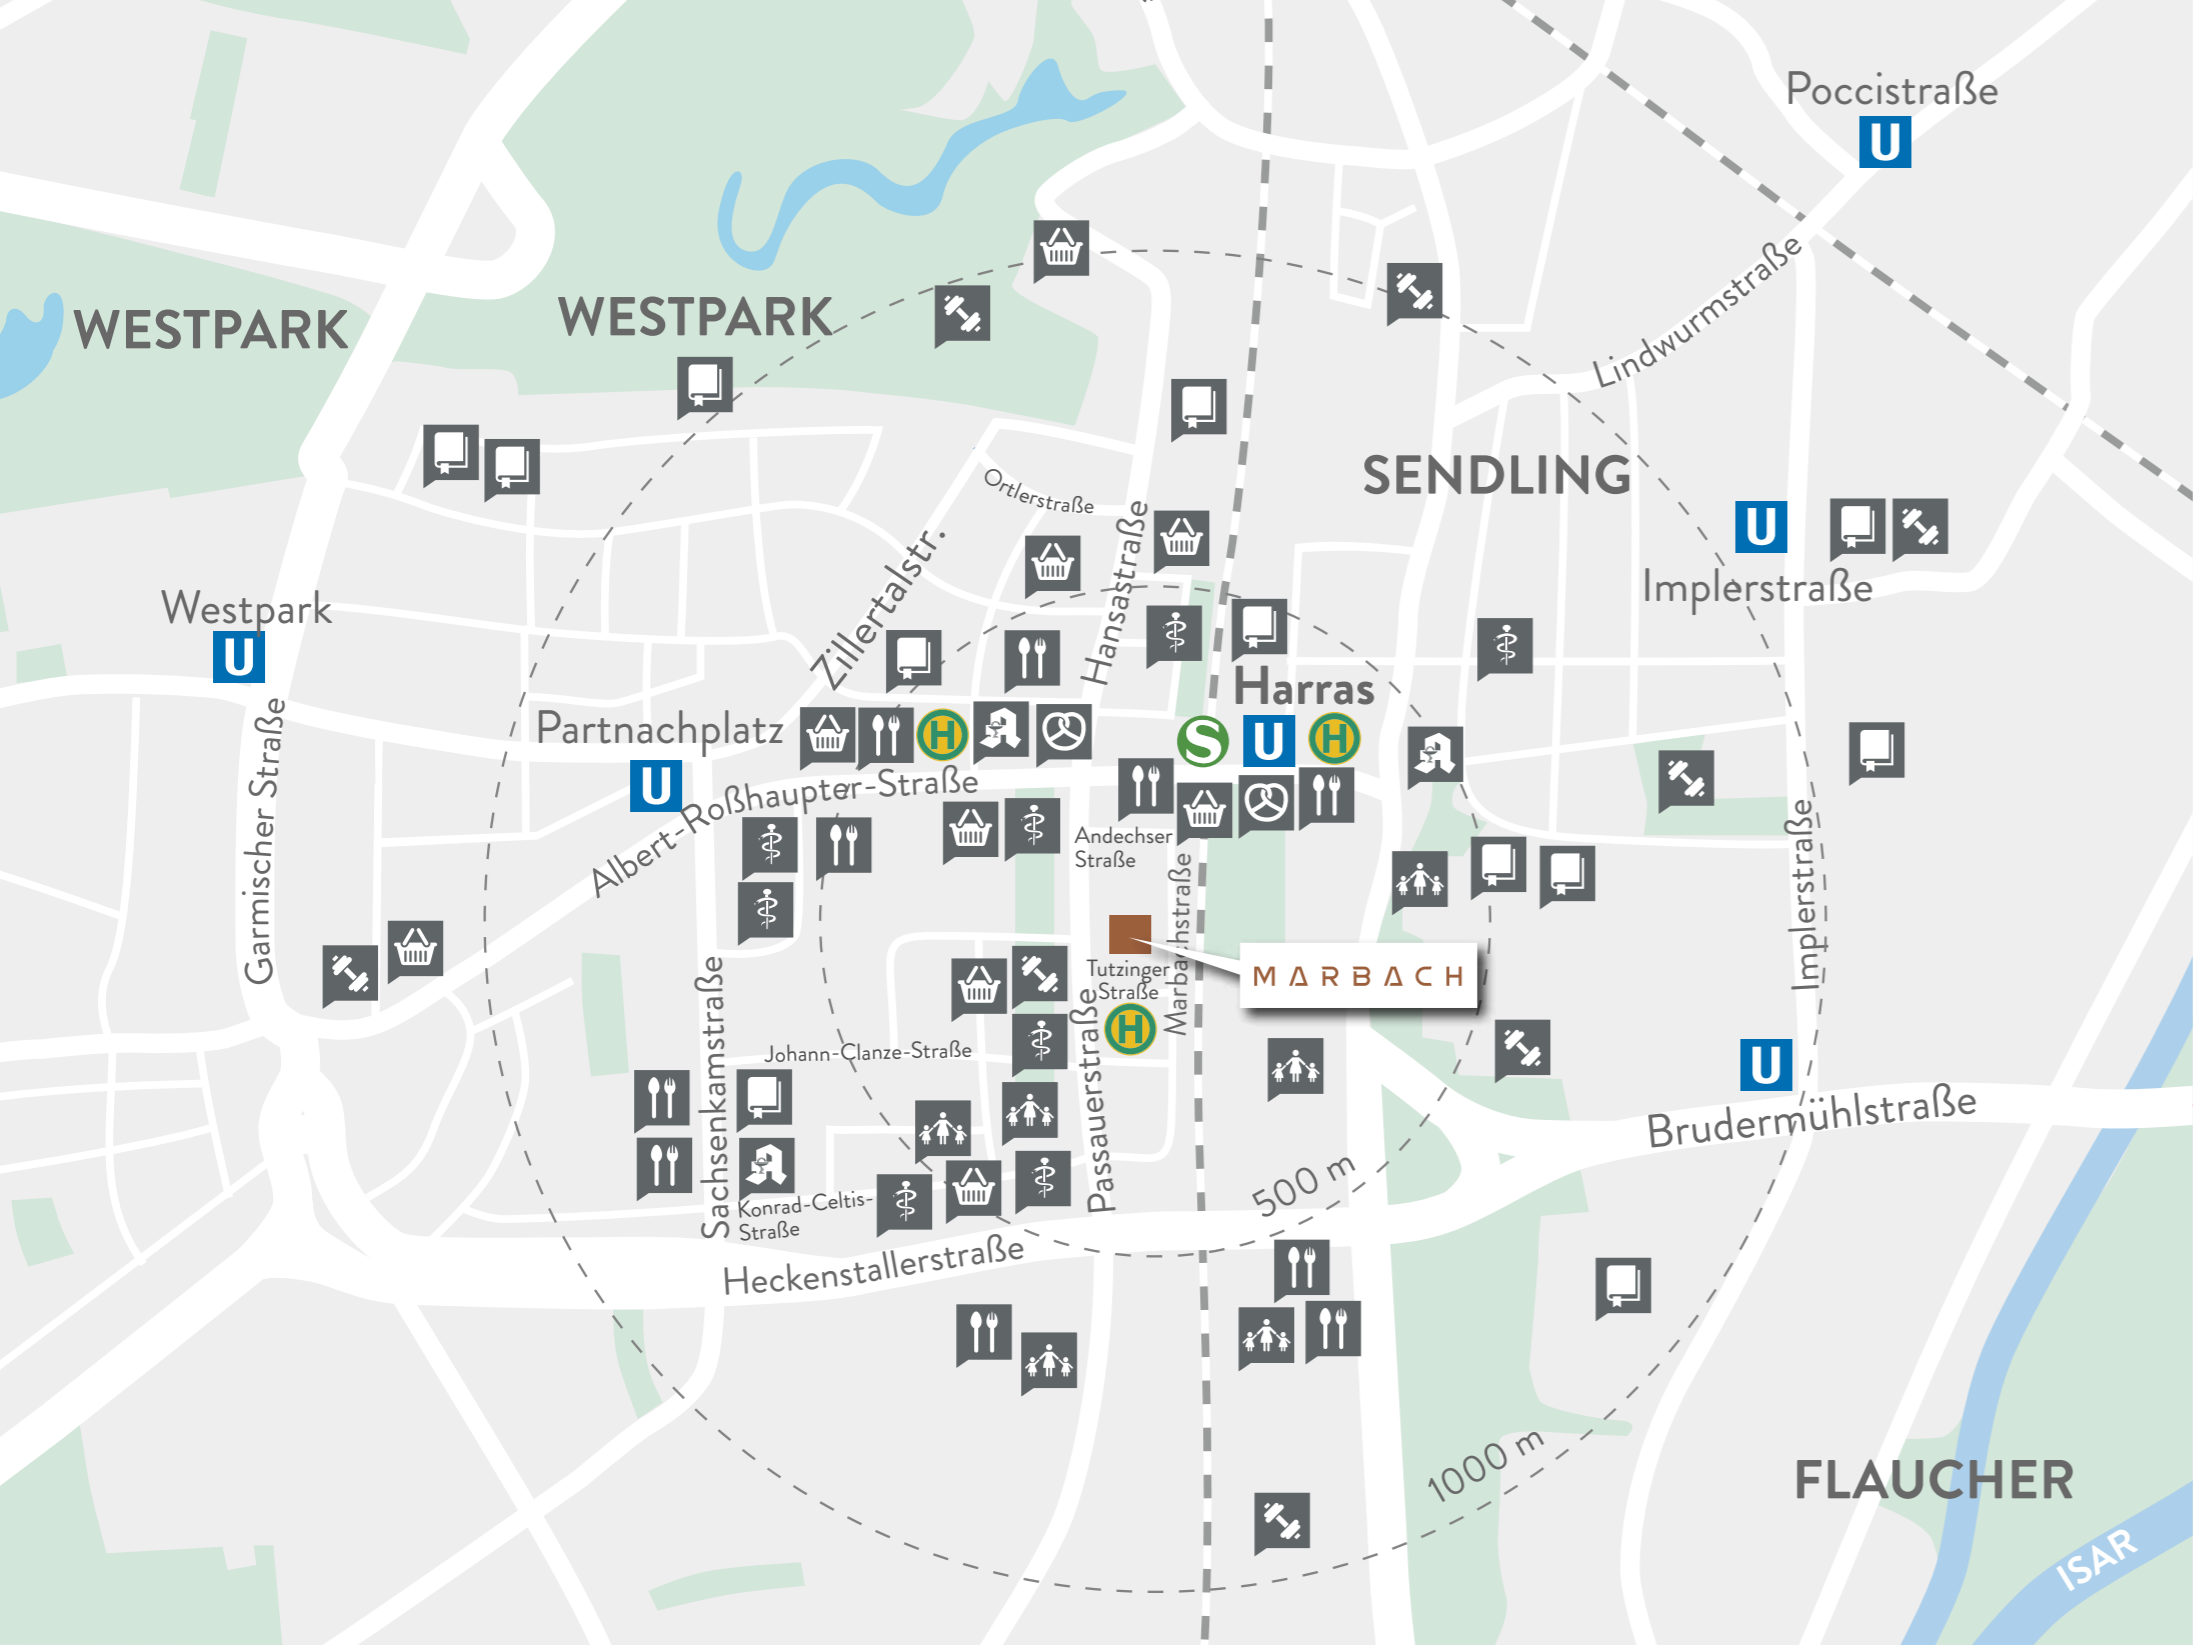 Poccistraße
U
Lindwurmstraße
WESTPARK
WESTPARK
SENDLING
Ortlerstraße
Hansastraße
U
Implerstraße
Zillertalstr.
Westpark
U
Harras
Partnachplatz
H
S
U
H
U
Albert-Roßhaupter-Straße
Garmischer Straße
Andechser
Straße
Marbachstraße
Implerstraße
MARBACH
Tutzinger
Straße
H
Sachsenkamstraße
Johann-Clanze-Straße
Passauerstraße
U
Brudermühlstraße
500 m
Konrad-Celtis-
Straße
Heckenstallerstraße
1000 m
FLAUCHER
ISAR